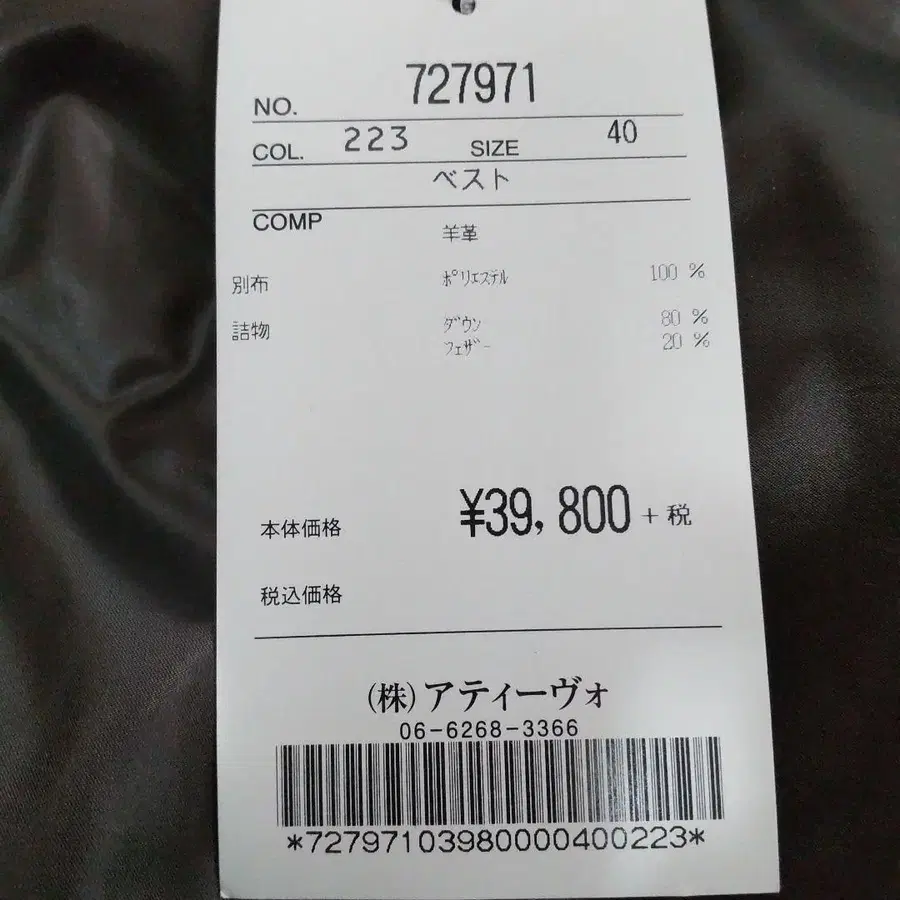 NO. 727971
COL. 223 SIZE 40
ベスト
COMP 羊革
別布 ポリエステル 100 %
詰物 ダウン 80 %
フェザー 20 %
本体価格 ¥39,800 + 税
税込価格
(株)アティーヴォ
06-6268-3366
*727971039800000400223*